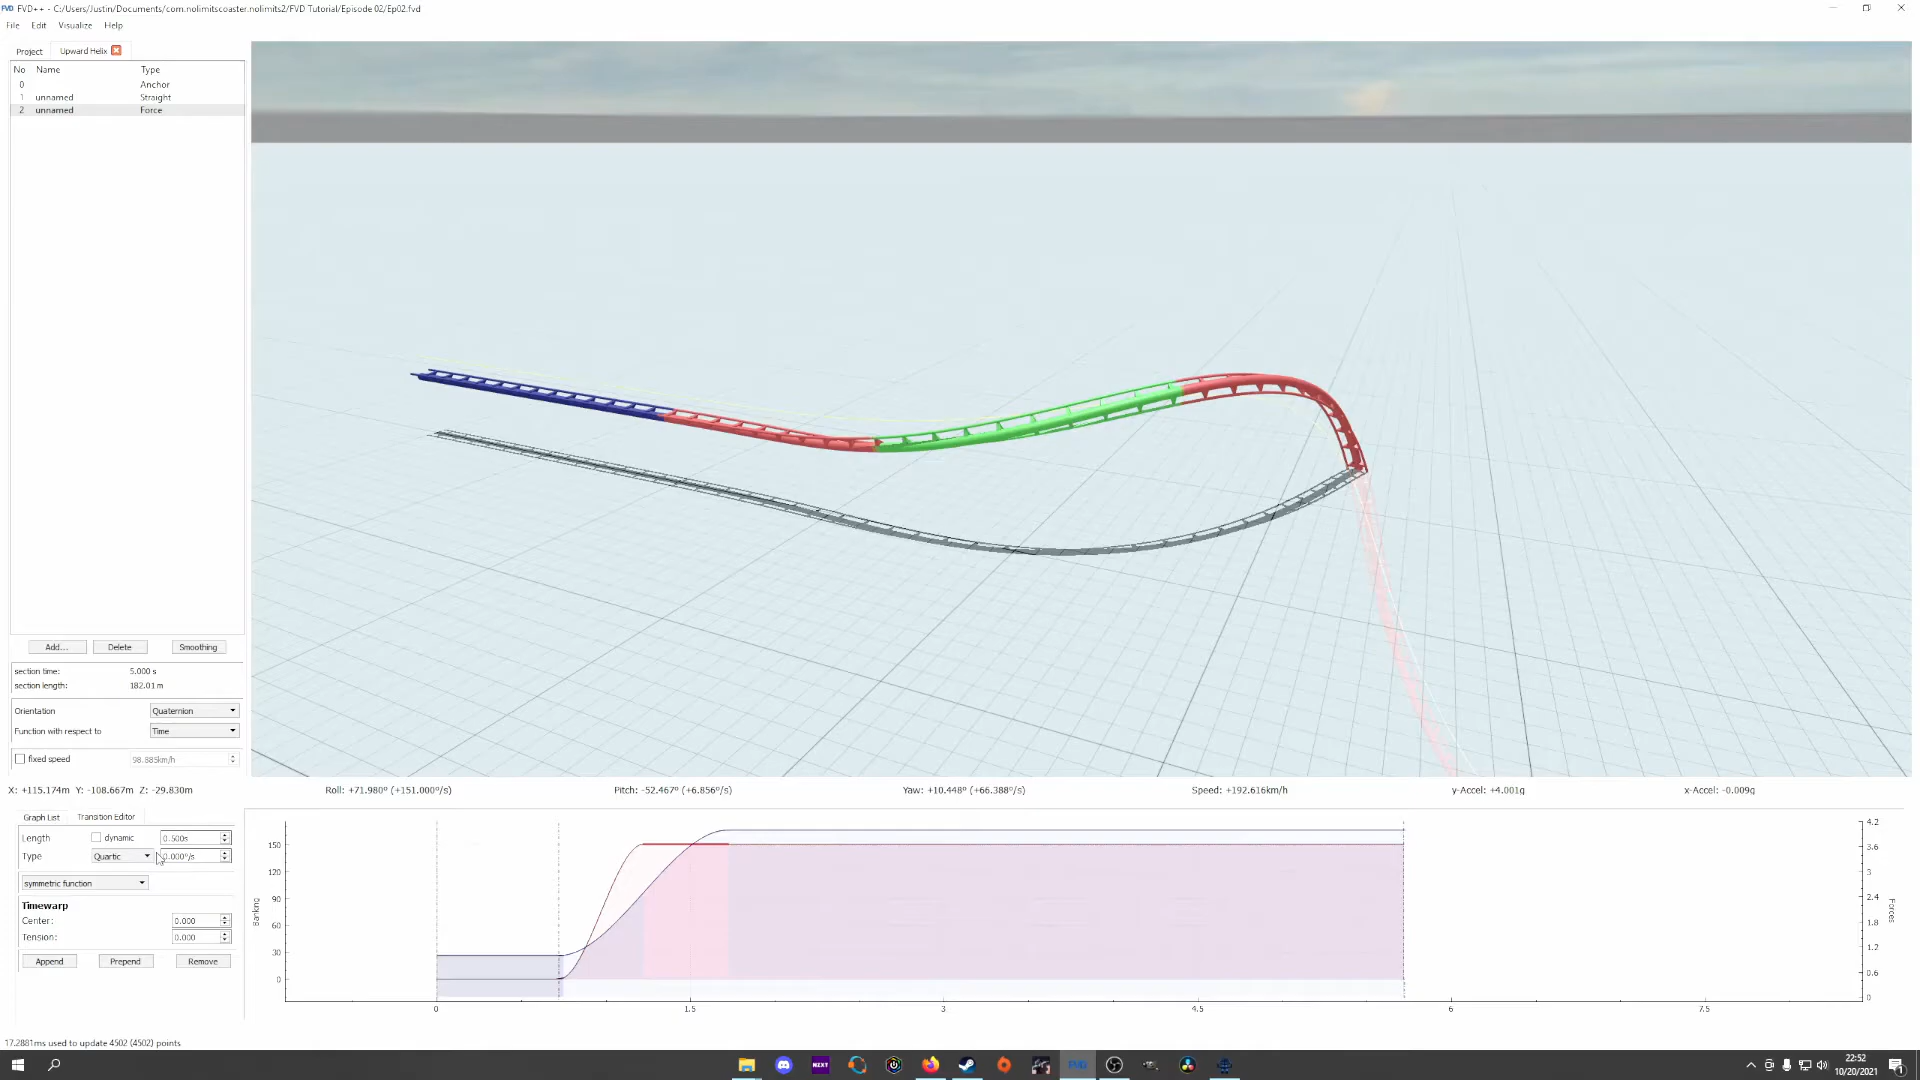 FVD++ - C:/Users/Justin/Documents/com.nolimitscoaster.nolimits2/FVD Tutorial/Episode 02/Ep02.fvd
File Edit Visualize Help
Project Upward Helix
No Name Type
0 Anchor
1 unnamed Straight
2 unnamed Force
Add... Delete Smoothing
section time: 5.000 s
section length: 182.01 m
Orientation Quaternion
Function with respect to Time
fixed speed 98.885km/h
X: +115.174m Y: -108.667m Z: -29.830m Roll: +71.980° (+151.000°/s) Pitch: -52.467° (+6.856°/s) Yaw: +10.448° (+66.388°/s) Speed: +192.616km/h y-Accel: +4.001g x-Accel: -0.009g
Graph List Transition Editor
Length dynamic 0.500s
Type Quartic 0.000°/s
symmetric function
Timewarp
Center: 0.000
Tension: 0.000
Append Prepend Remove
Banking
150
120
90
60
30
0
0 1.5 3 4.5 6 7.5
4.2
3.6
3
2.4
1.8
1.2
0.6
0
Forces
17.2881ms used to update 4502 (4502) points
NZXT
FVD
22:52
10/20/2021